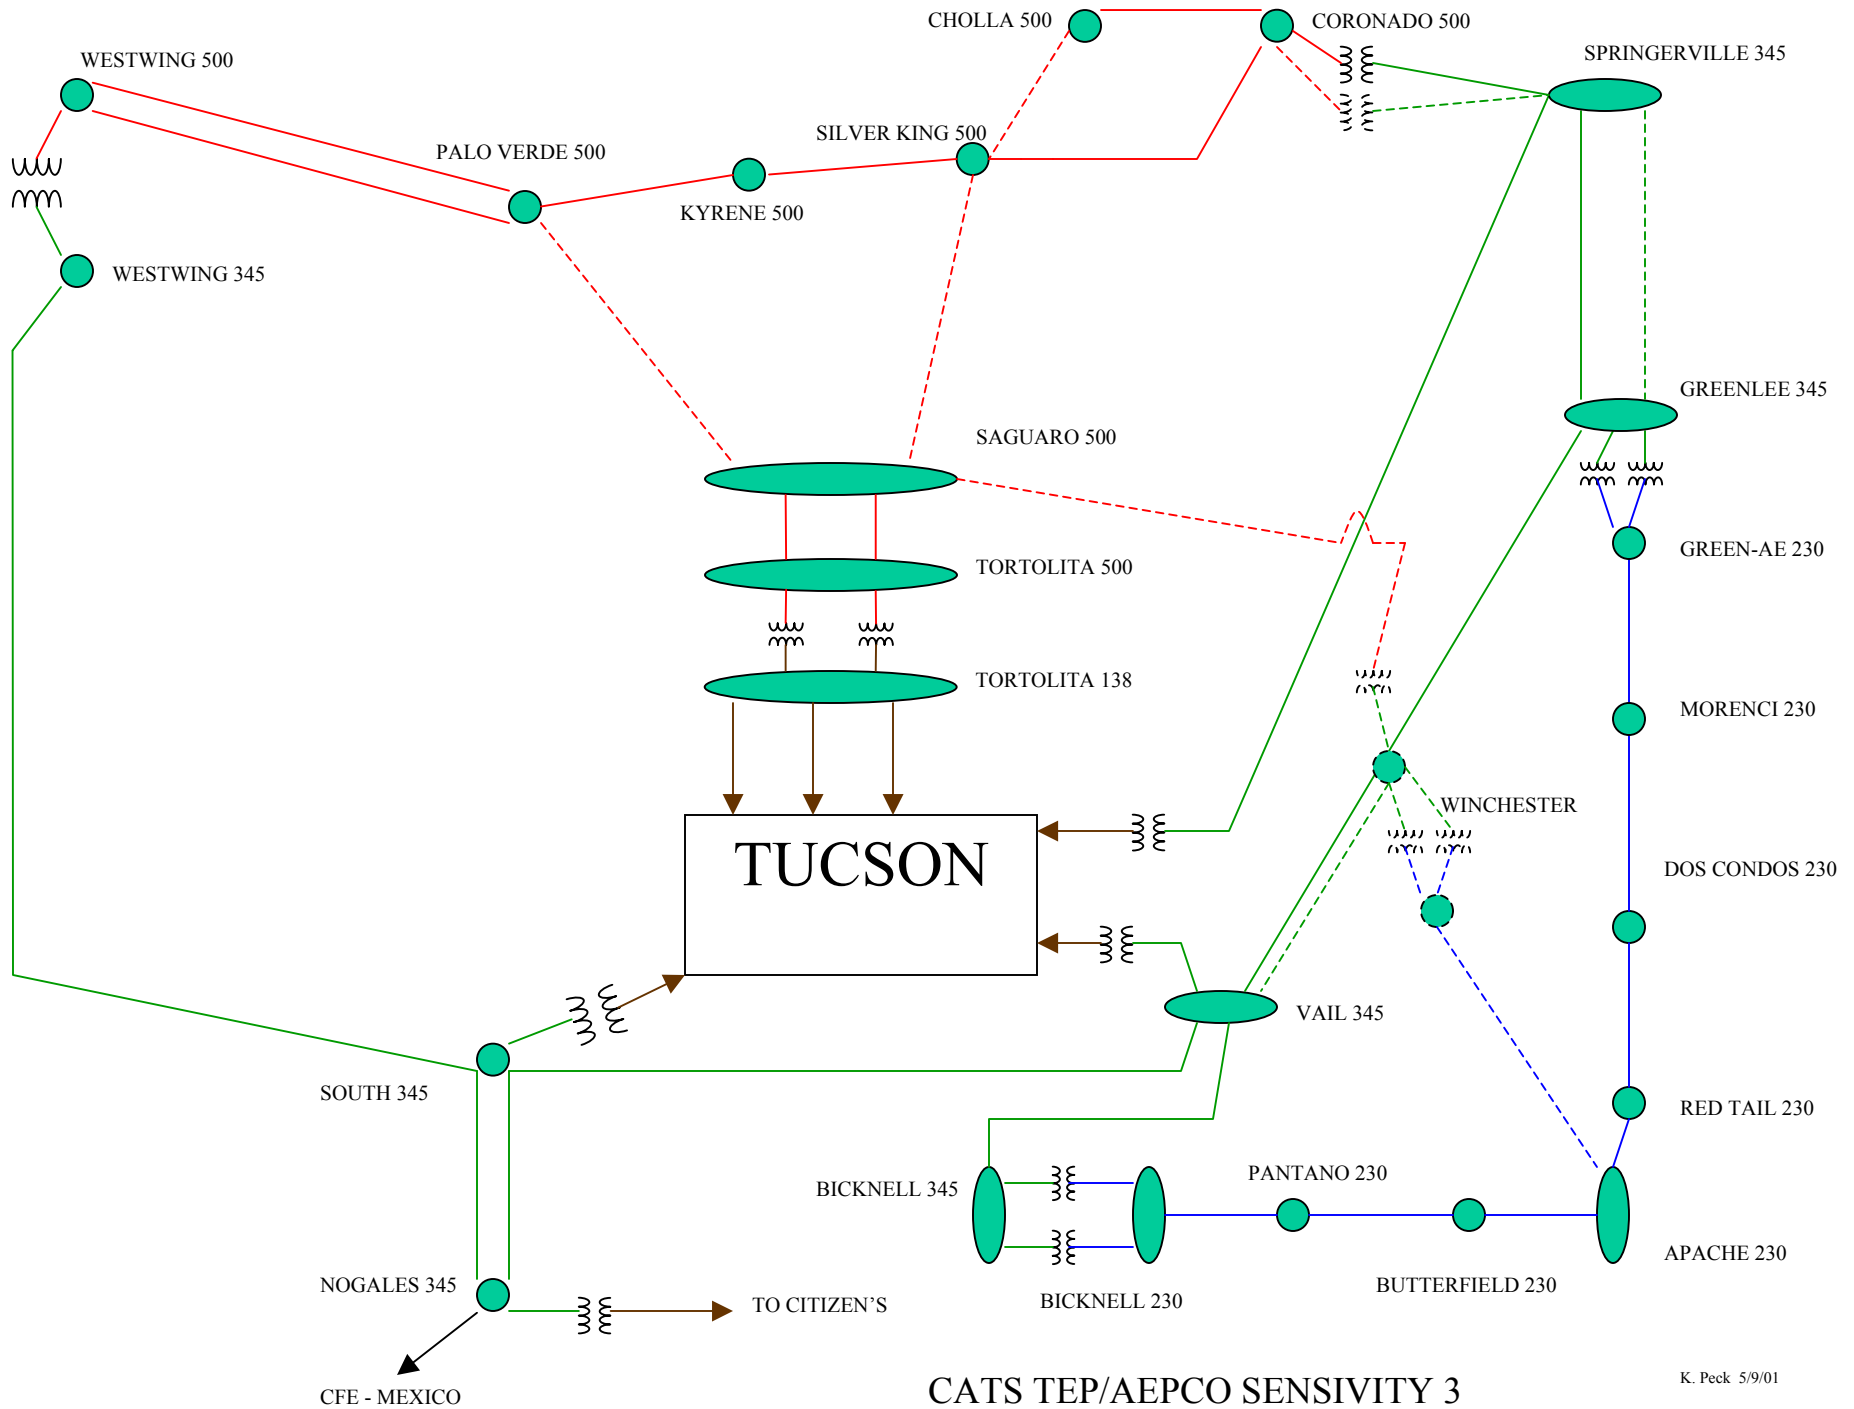 CHOLLA 500
CORONADO 500
WESTWING 500
SPRINGERVILLE 345
SILVER KING 500
PALO VERDE 500
KYRENE 500
WESTWING 345
GREENLEE 345
SAGUARO 500
GREEN-AE 230
TORTOLITA 500
TORTOLITA 138
MORENCI 230
WINCHESTER
TUCSON
DOS CONDOS 230
VAIL 345
SOUTH 345
RED TAIL 230
PANTANO 230
BICKNELL 345
APACHE 230
NOGALES 345
BUTTERFIELD 230
BICKNELL 230
TO CITIZEN’S
CFE - MEXICO
CATS TEP/AEPCO SENSIVITY 3
K. Peck 5/9/01